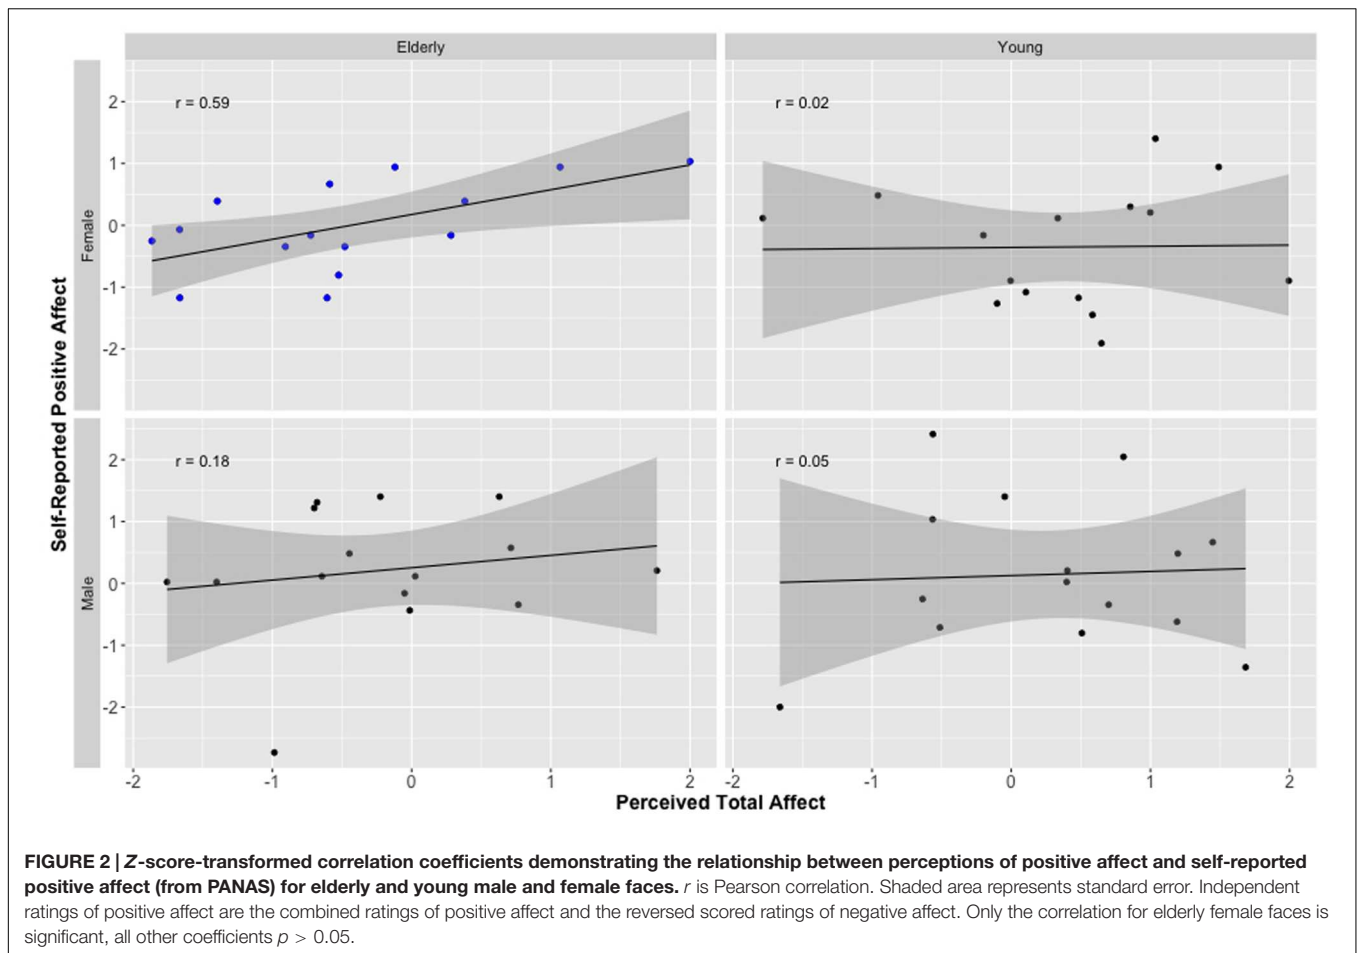 Elderly
Young
Self-Reported Positive Affect
Female
2
1
0
-1
-2
r = 0.59
r = 0.02
Male
2
1
0
-1
-2
r = 0.18
r = 0.05
-2 -1 0 1 2 -2 -1 0 1 2
Perceived Total Affect
FIGURE 2 | Z-score-transformed correlation coefficients demonstrating the relationship between perceptions of positive affect and self-reported
positive affect (from PANAS) for elderly and young male and female faces. r is Pearson correlation. Shaded area represents standard error. Independent
ratings of positive affect are the combined ratings of positive affect and the reversed scored ratings of negative affect. Only the correlation for elderly female faces is
significant, all other coefficients p > 0.05.